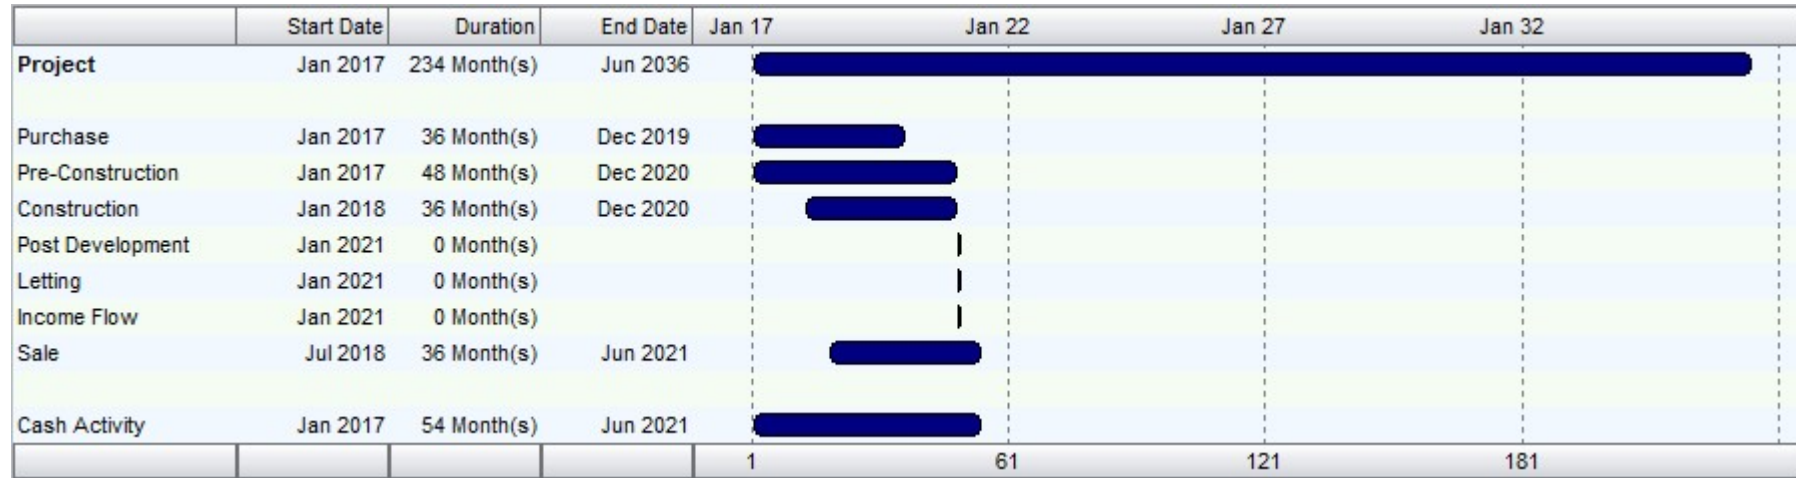 Start Date Duration End Date Jan 17 Jan 22 Jan 27 Jan 32
Project Jan 2017 234 Month(s) Jun 2036
Purchase Jan 2017 36 Month(s) Dec 2019
Pre-Construction Jan 2017 48 Month(s) Dec 2020
Construction Jan 2018 36 Month(s) Dec 2020
Post Development Jan 2021 0 Month(s)
Letting Jan 2021 0 Month(s)
Income Flow Jan 2021 0 Month(s)
Sale Jul 2018 36 Month(s) Jun 2021
Cash Activity Jan 2017 54 Month(s) Jun 2021
1 61 121 181